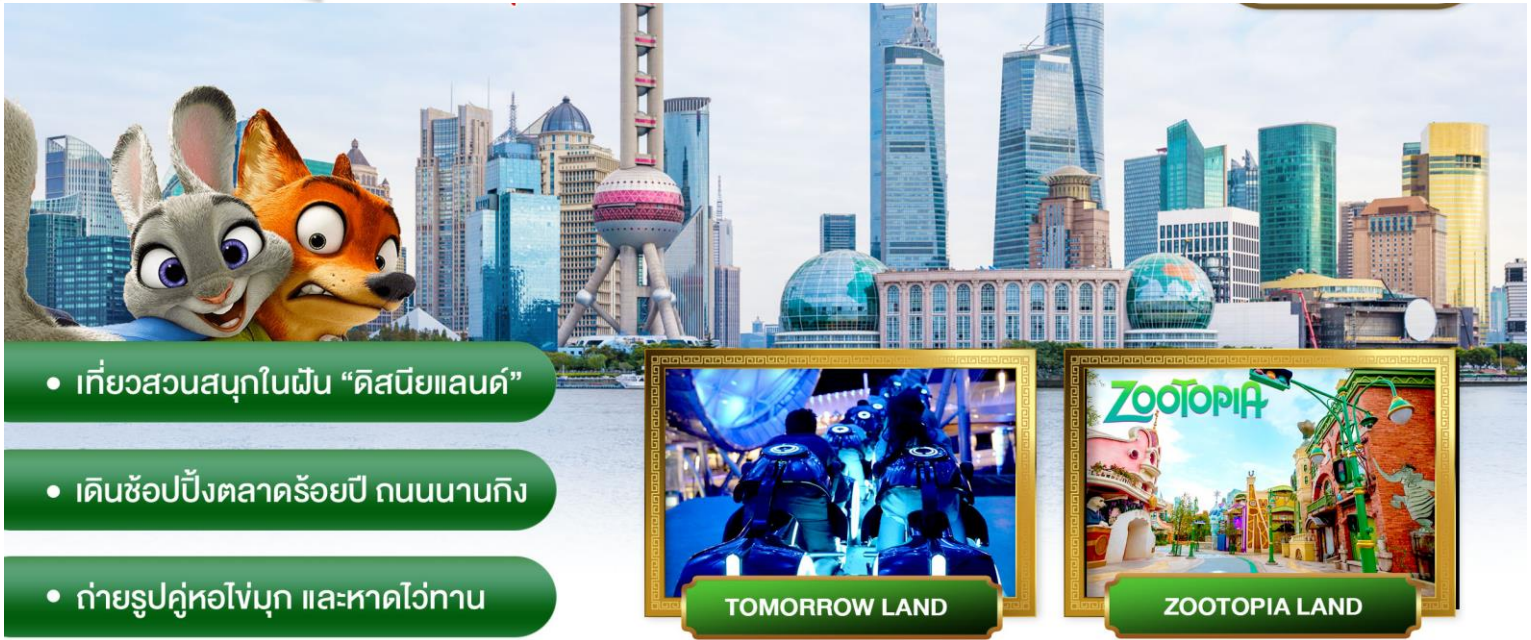 • เที่ยวสวนสนุกในฝัน “ดิสนียแลนด์”
• เดินช้อปปิ้งตลาดร้อยปี ถนนนานกิง
• ถ่ายรูปคู่หอไข่มุก และหาดไว่ทาน
TOMORROW LAND
ZOOTOPIA
ZOOTOPIA LAND